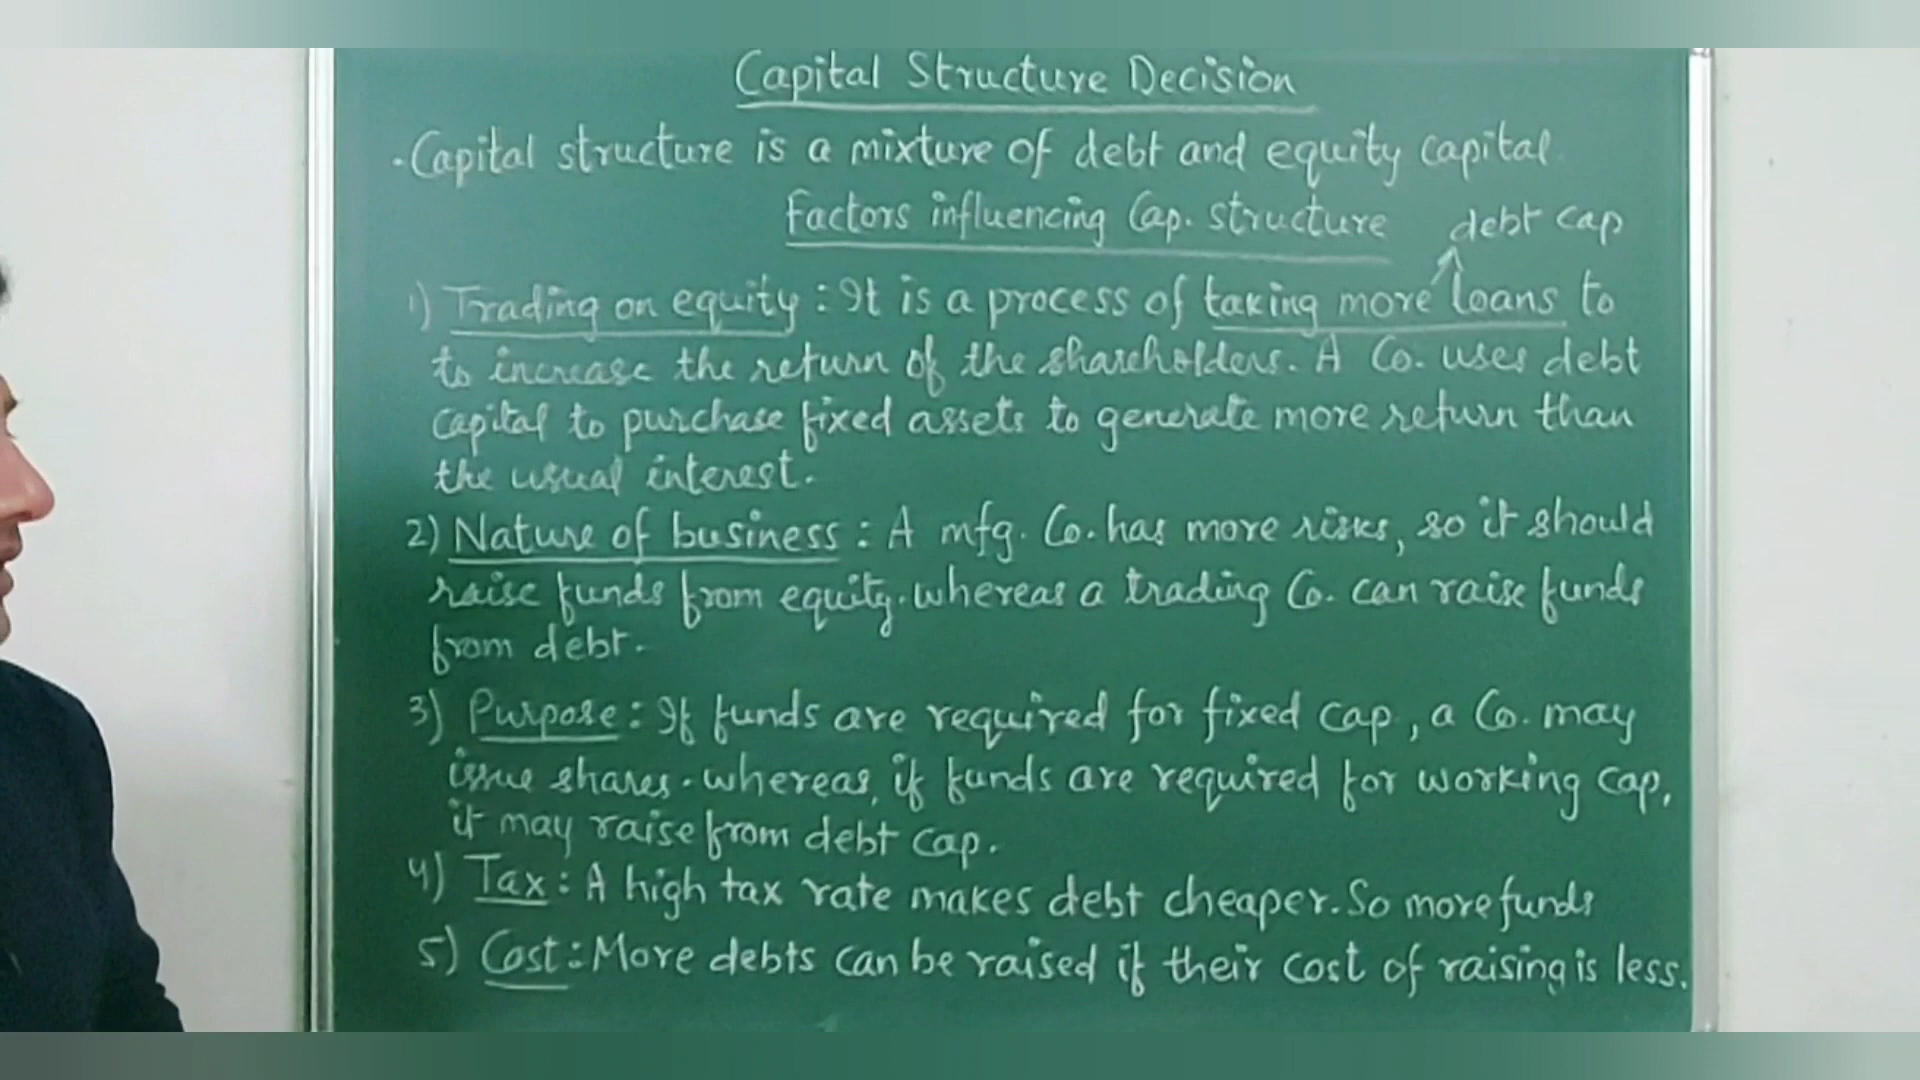 Capital Structure Decision
• Capital structure is a mixture of debt and equity capital.
Factors influencing Cap. structure
debt cap
1) Trading on equity : It is a process of taking more loans to
to increase the return of the shareholders. A Co. uses debt
capital to purchase fixed assets to generate more return than
the usual interest.
2) Nature of business : A mfg. Co. has more risks, so it should
raise funds from equity. whereas a trading Co. can raise funds
from debt.
3) Purpose : If funds are required for fixed cap, a Co. may
issue shares. whereas, if funds are required for working cap,
it may raise from debt cap.
4) Tax : A high tax rate makes debt cheaper. So more funds
5) Cost : More debts can be raised if their cost of raising is less.